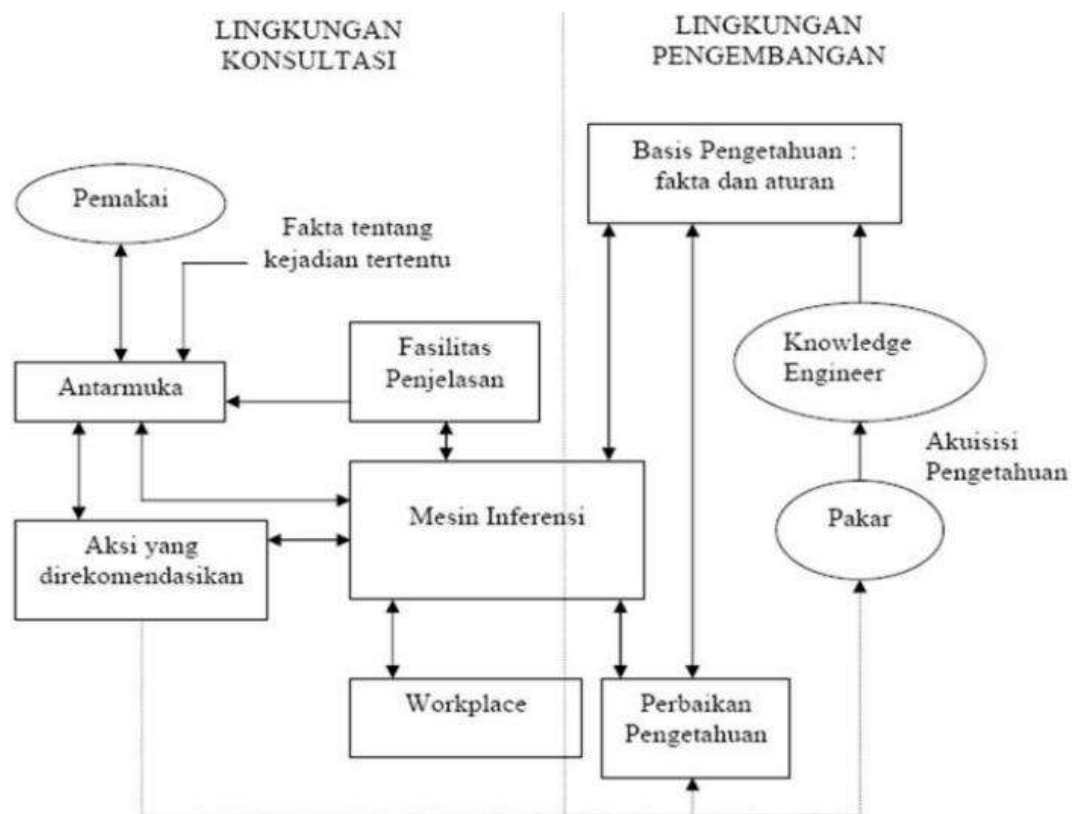 LINGKUNGAN
KONSULTASI
LINGKUNGAN
PENGEMBANGAN
Basis Pengetahuan :
fakta dan aturan
Pemakai
Fakta tentang
kejadian tertentu
Fasilitas
Penjelasan
Knowledge
Engineer
Antarmuka
Akuisisi
Pengetahuan
Mesin Inferensi
Pakar
Aksi yang
direkomendasikan
Workplace
Perbaikan
Pengetahuan